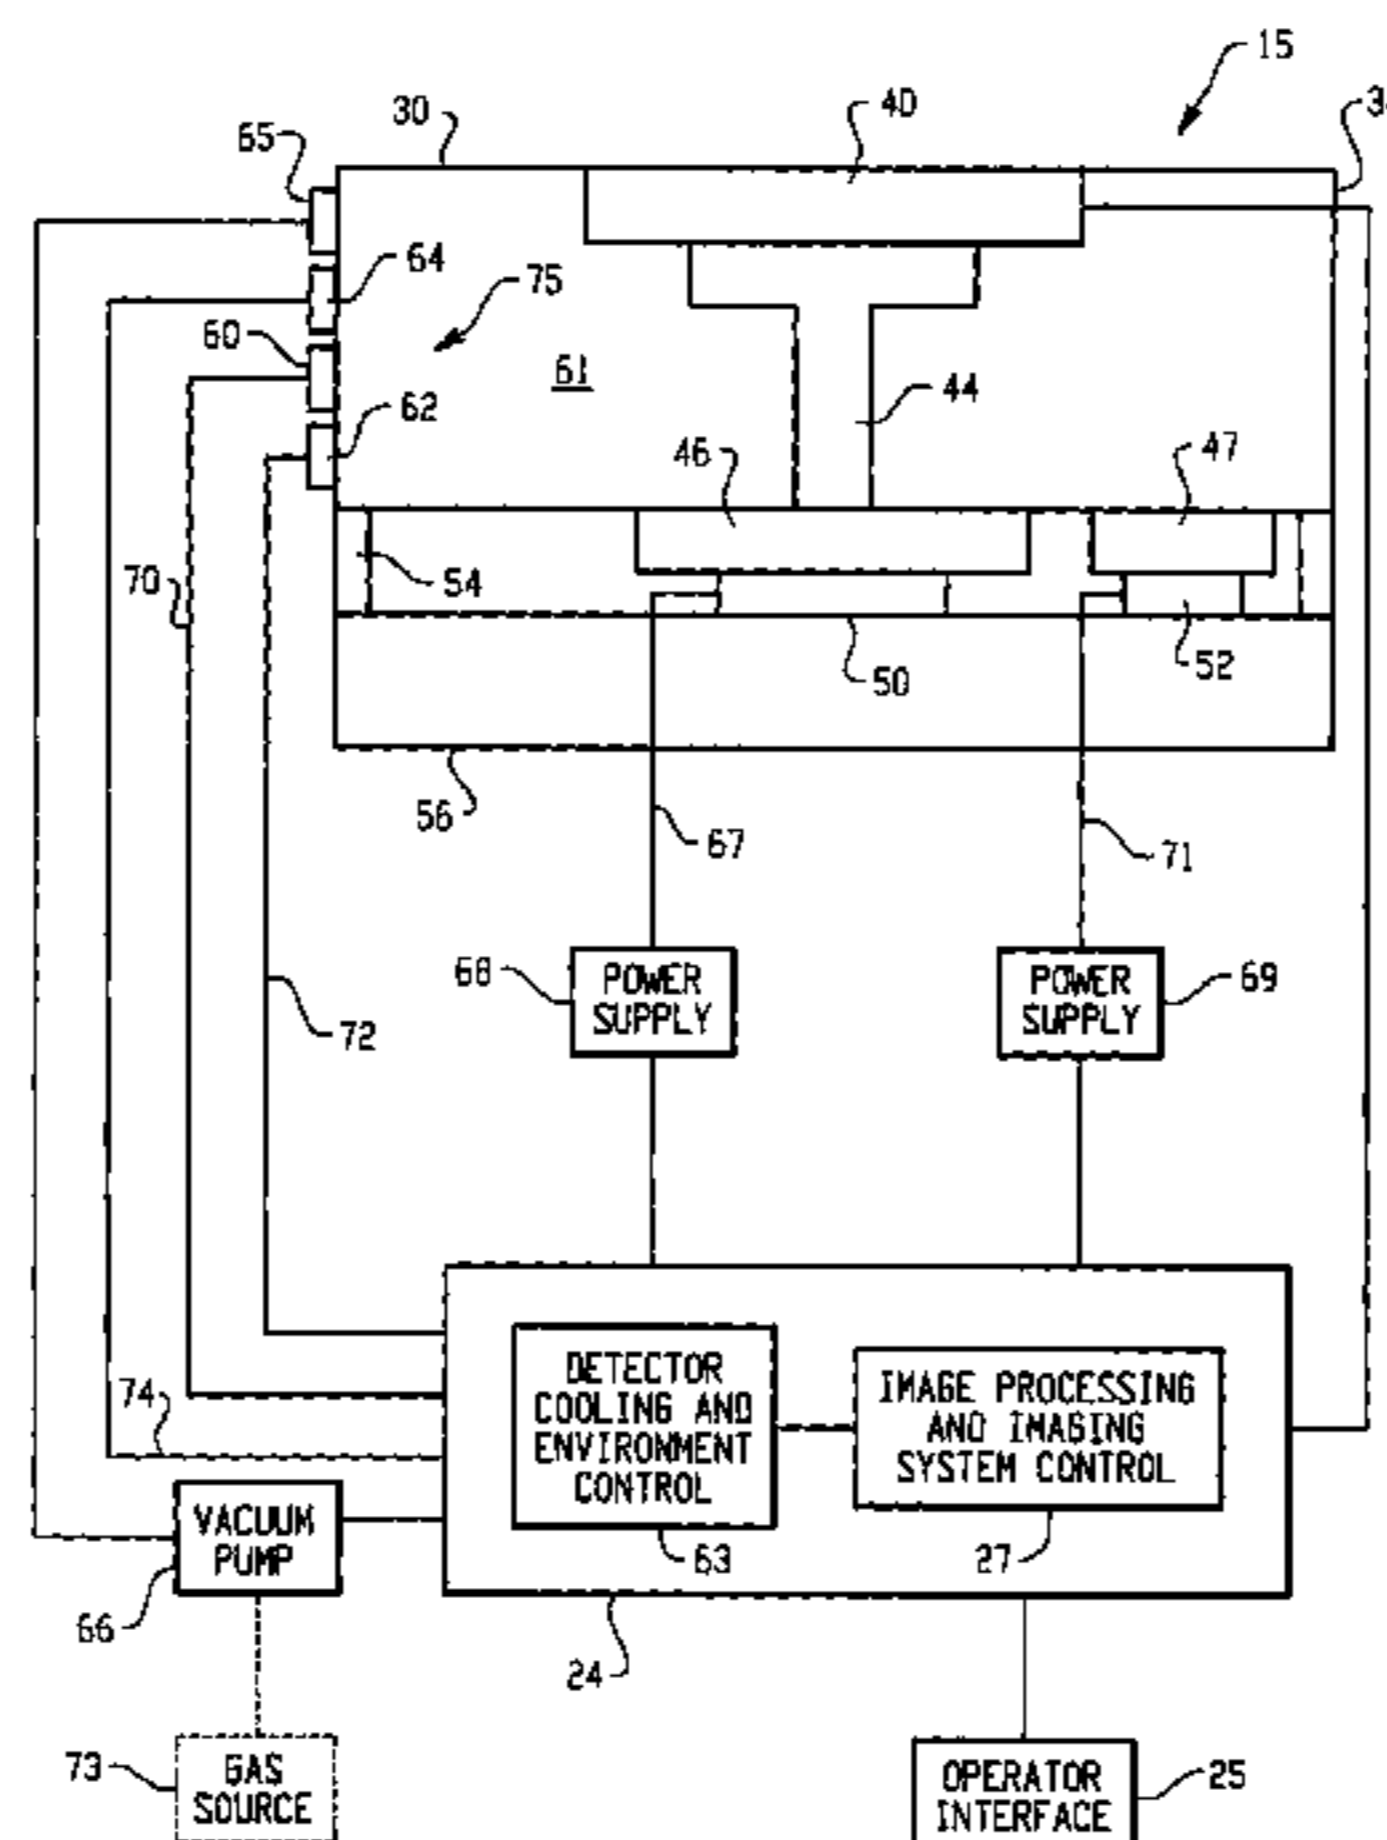 15
40
30
3
65
64
75
60
61
62
44
46
47
54
70
50
52
56
67
71
68
POWER
SUPPLY
POWER
SUPPLY
69
72
DETECTOR
COOLING AND
ENVIRONMENT
CONTROL
IMAGE PROCESSING
AND IMAGING
SYSTEM CONTROL
74
VACUUM
PUMP
63
27
66
24
73
GAS
SOURCE
OPERATOR
INTERFACE
25